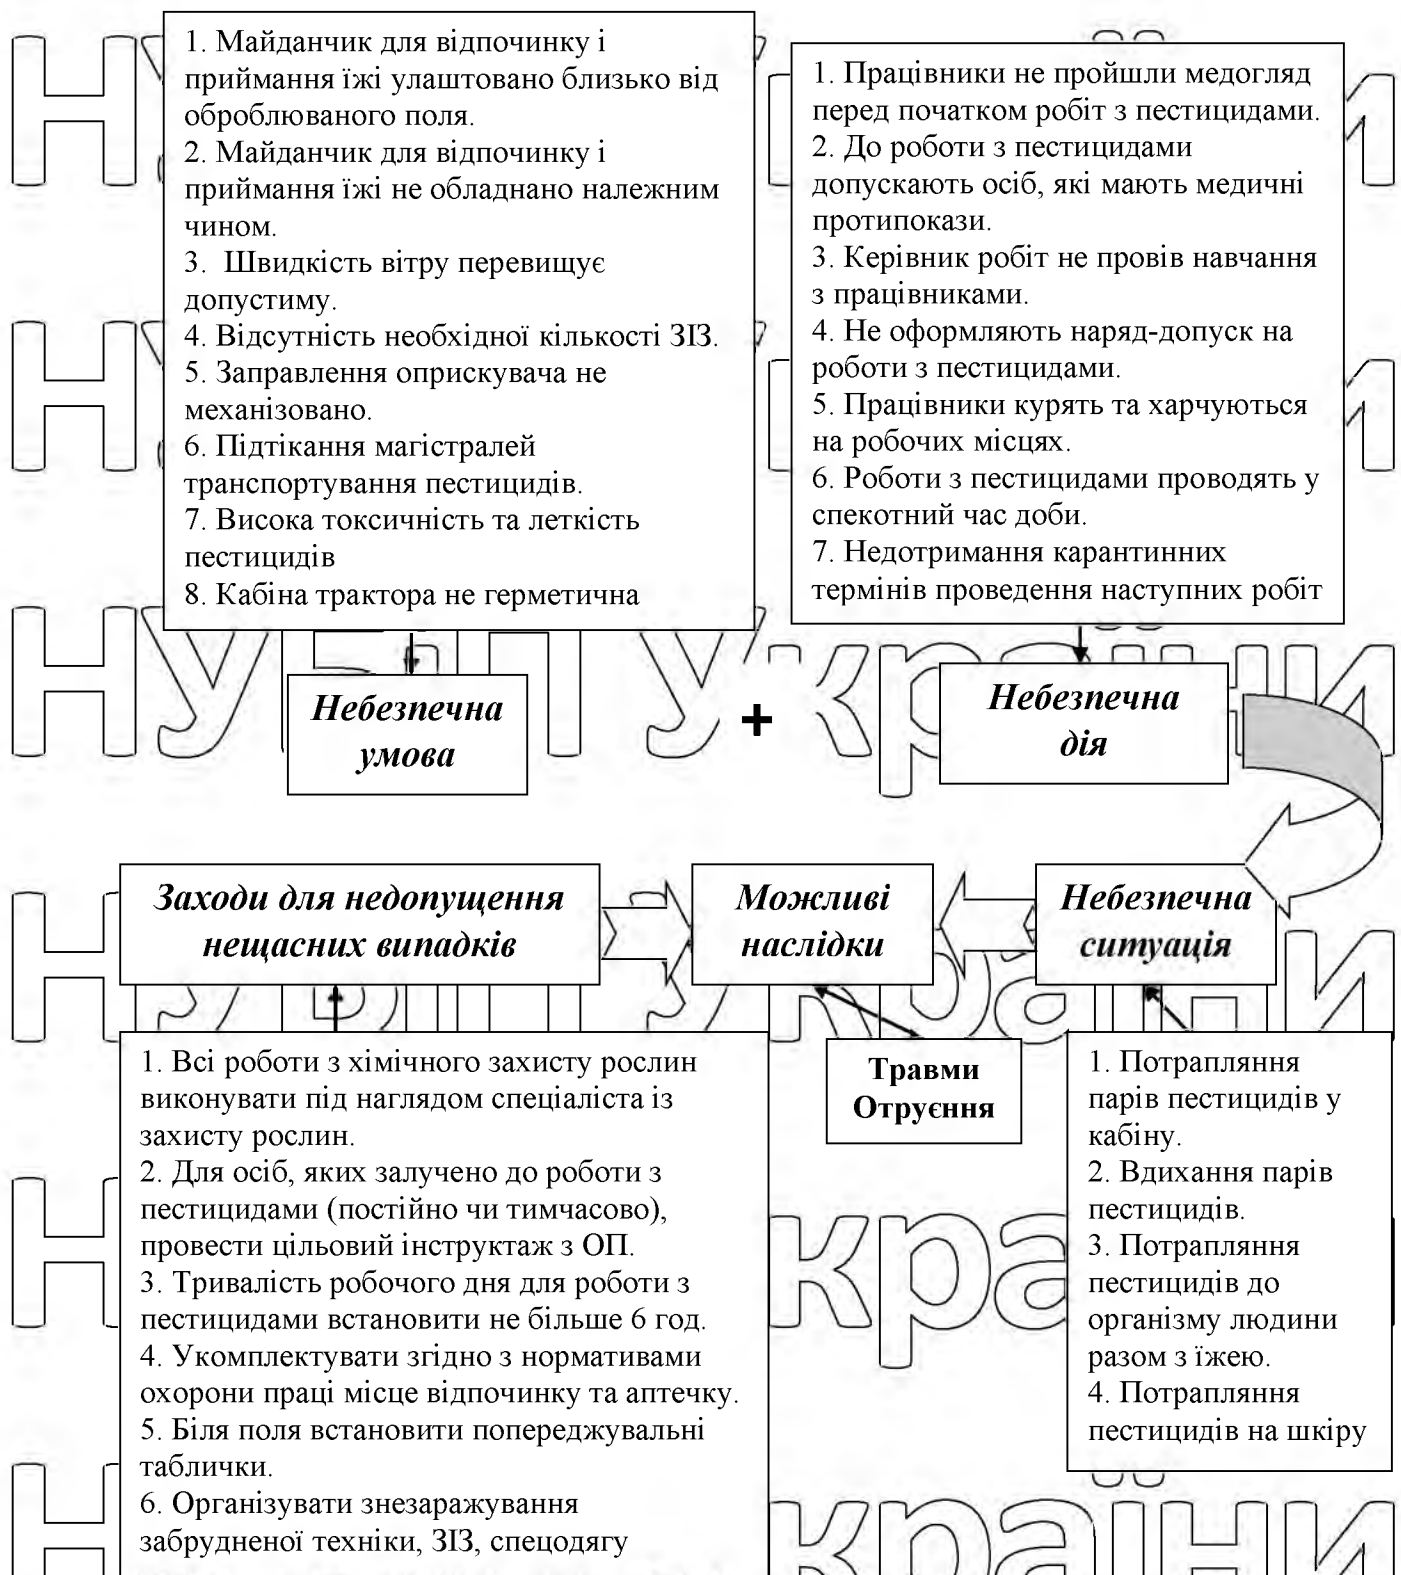 1. Майданчик для відпочинку і
приймання їжі улаштовано близько від
оброблюваного поля.
2. Майданчик для відпочинку і
приймання їжі не обладнано належним
чином.
3. Швидкість вітру перевищує
допустиму.
4. Відсутність необхідної кількості ЗІЗ.
5. Заправлення оприскувача не
механізовано.
6. Підтікання магістралей
транспортування пестицидів.
7. Висока токсичність та леткість
пестицидів
8. Кабіна трактора не герметична
1. Працівники не пройшли медогляд
перед початком робіт з пестицидами.
2. До роботи з пестицидами
допускають осіб, які мають медичні
протипокази.
3. Керівник робіт не провів навчання
з працівниками.
4. Не оформляють наряд-допуск на
роботи з пестицидами.
5. Працівники курять та харчуються
на робочих місцях.
6. Роботи з пестицидами проводять у
спекотний час доби.
7. Недотримання карантинних
термінів проведення наступних робіт
Небезпечна
умова
+
Небезпечна
дія
Заходи для недопущення
нещасних випадків
Можливі
наслідки
Небезпечна
ситуація
1. Всі роботи з хімічного захисту рослин
виконувати під наглядом спеціаліста із
захисту рослин.
2. Для осіб, яких залучено до роботи з
пестицидами (постійно чи тимчасово),
провести цільовий інструктаж з ОП.
3. Тривалість робочого дня для роботи з
пестицидами встановити не більше 6 год.
4. Укомплектувати згідно з нормативами
охорони праці місце відпочинку та аптечку.
5. Біля поля встановити попереджувальні
таблички.
6. Організувати знезаражування
забрудненої техніки, ЗІЗ, спецодягу
Травми
Отруєння
1. Потрапляння
парів пестицидів у
кабіну.
2. Вдихання парів
пестицидів.
3. Потрапляння
пестицидів до
організму людини
разом з їжею.
4. Потрапляння
пестицидів на шкіру